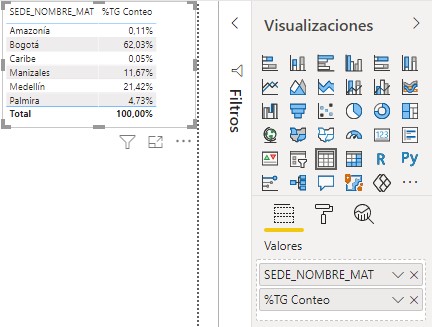 SEDE_NOMBRE_MAT %TG Conteo
Amazonía 0,11%
Bogotá 62,03%
Caribe 0,05%
Manizales 11,67%
Medellín 21,42%
Palmira 4,73%
Total 100,00%
Filtros
Visualizaciones
123
R Py
Valores
SEDE_NOMBRE_MAT
%TG Conteo